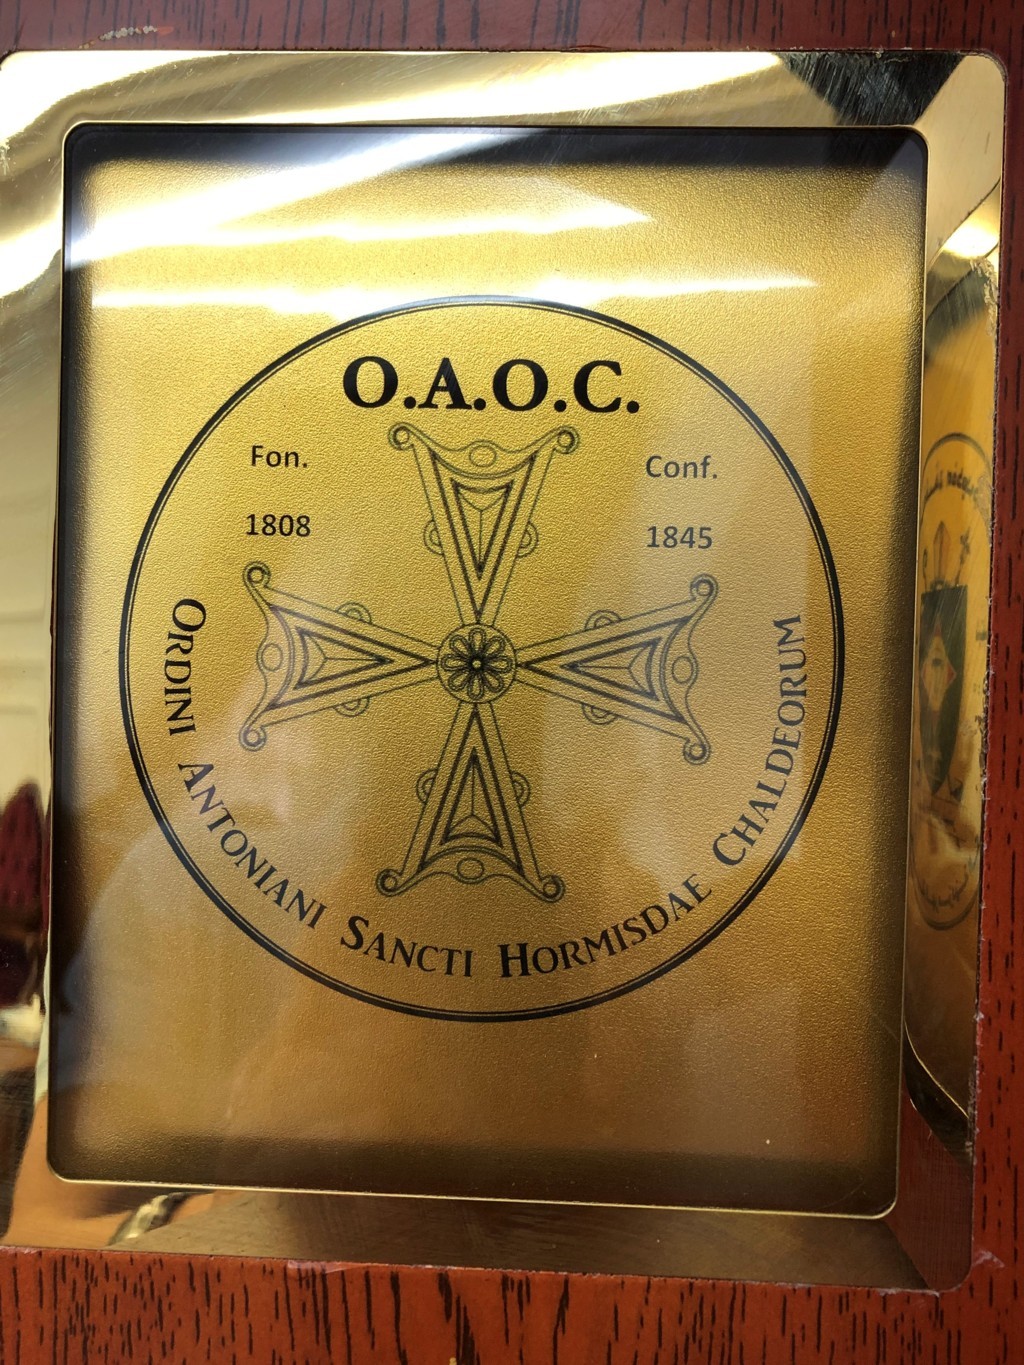 O.A.O.C.
Fon.
1808
Conf.
1845
ORDINI ANTONIANI SANCTI HORMISDAE CHALDEORUM